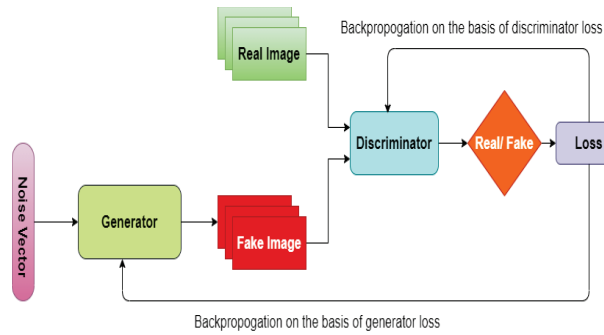 Backpropogation on the basis of discriminator loss
Real Image
Discriminator
Real/ Fake
Loss
Noise Vector
Generator
Fake Image
Backpropogation on the basis of generator loss